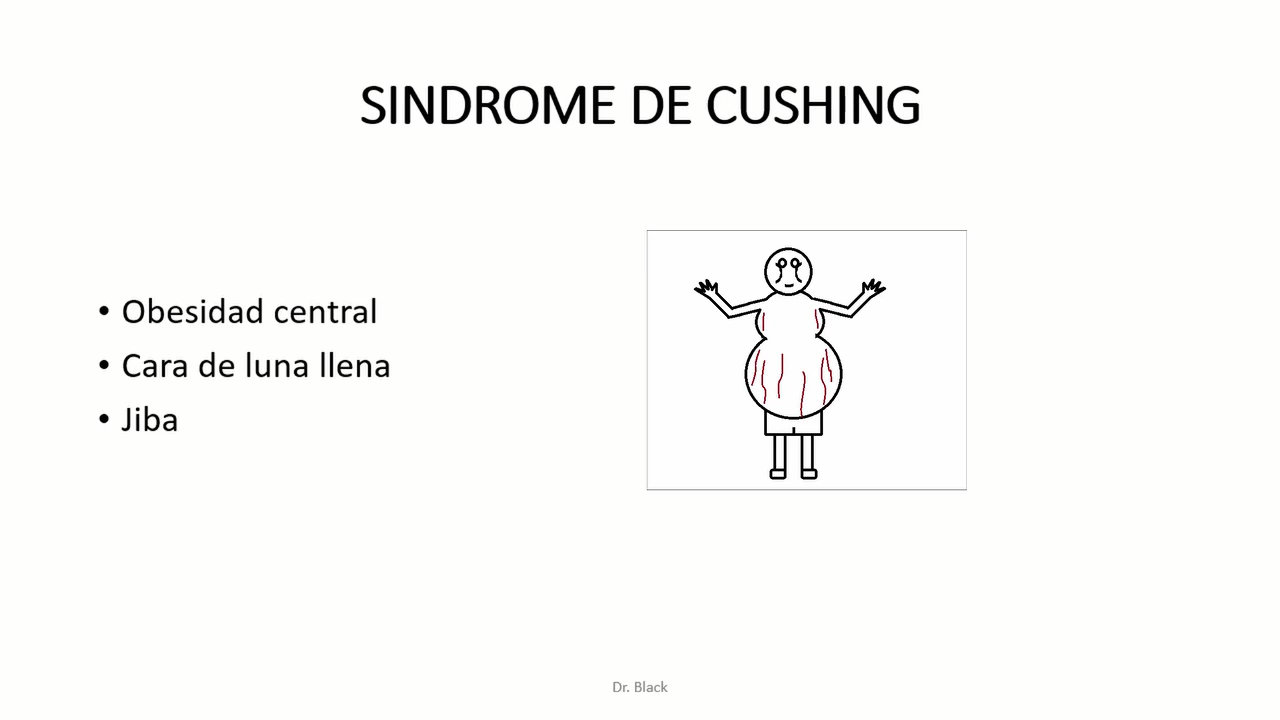 SINDROME DE CUSHING
• Obesidad central
• Cara de luna llena
• Jiba
Dr. Black